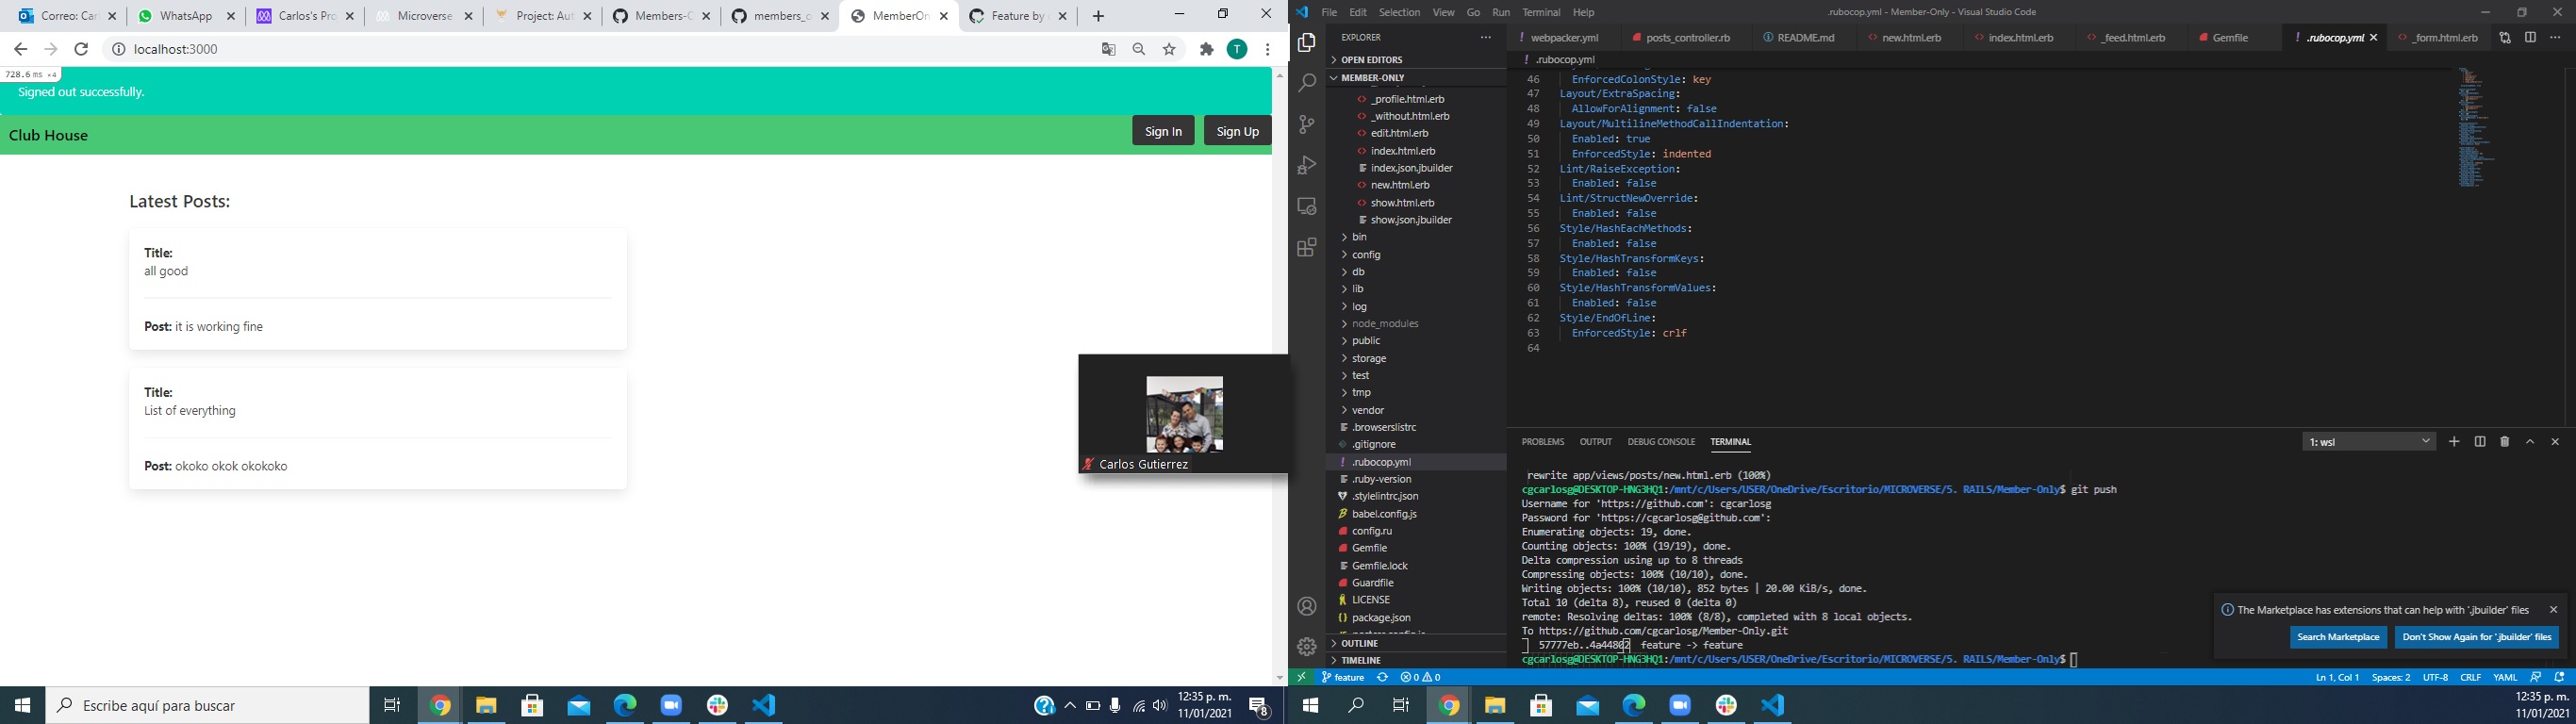 Correo: Car
WhatsApp
Carlos's Pro
Microverse
Project: Aut
Members-O
members_o
MemberOn
Feature by
localhost:3000
T
728.6 ms ×4
Signed out successfully.
Club House
Sign In
Sign Up
Latest Posts:
Title:
all good
Post: it is working fine
Title:
List of everything
Post: okoko okok okokoko
Carlos Gutierrez
Escribe aquí para buscar
12:35 p. m.
11/01/2021
8
File Edit Selection View Go Run Terminal Help
.rubocop.yml - Member-Only - Visual Studio Code
EXPLORER
OPEN EDITORS
MEMBER-ONLY
_profile.html.erb
_without.html.erb
edit.html.erb
index.html.erb
index.json.jbuilder
new.html.erb
show.html.erb
show.json.jbuilder
bin
config
db
lib
log
node_modules
public
storage
test
tmp
vendor
.browserslistrc
.gitignore
.rubocop.yml
.ruby-version
.stylelintrc.json
babel.config.js
config.ru
Gemfile
Gemfile.lock
Guardfile
LICENSE
package.json
OUTLINE
TIMELINE
webpacker.yml
posts_controller.rb
README.md
new.html.erb
index.html.erb
_feed.html.erb
Gemfile
.rubocop.yml
_form.html.erb
.rubocop.yml
46 EnforcedColonStyle: key
47 Layout/ExtraSpacing:
48 AllowForAlignment: false
49 Layout/MultilineMethodCallIndentation:
50 Enabled: true
51 EnforcedStyle: indented
52 Lint/RaiseException:
53 Enabled: false
54 Lint/StructNewOverride:
55 Enabled: false
56 Style/HashEachMethods:
57 Enabled: false
58 Style/HashTransformKeys:
59 Enabled: false
60 Style/HashTransformValues:
61 Enabled: false
62 Style/EndOfLine:
63 EnforcedStyle: crlf
64
PROBLEMS OUTPUT DEBUG CONSOLE TERMINAL
1: wsl
rewrite app/views/posts/new.html.erb (100%)
cgcarlosg@DESKTOP-HNG3HQ1:/mnt/c/Users/USER/OneDrive/Escritorio/MICROVERSE/5. RAILS/Member-Only$ git push
Username for 'https://github.com': cgcarlosg
Password for 'https://cgcarlosg@github.com':
Enumerating objects: 19, done.
Counting objects: 100% (19/19), done.
Delta compression using up to 8 threads
Compressing objects: 100% (10/10), done.
Writing objects: 100% (10/10), 852 bytes | 20.00 KiB/s, done.
Total 10 (delta 8), reused 0 (delta 0)
remote: Resolving deltas: 100% (8/8), completed with 8 local objects.
To https://github.com/cgcarlosg/Member-Only.git
57777eb..4a44802 feature -> feature
cgcarlosg@DESKTOP-HNG3HQ1:/mnt/c/Users/USER/OneDrive/Escritorio/MICROVERSE/5. RAILS/Member-Only$
The Marketplace has extensions that can help with '.jbuilder' files
Search Marketplace
Don't Show Again for '.jbuilder' files
feature
0 0
Ln 1, Col 1 Spaces: 2 UTF-8 CRLF YAML
12:35 p. m.
11/01/2021